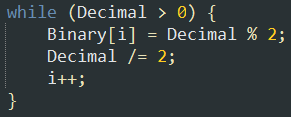 while (Decimal > 0) {
    Binary[i] = Decimal % 2;
    Decimal /= 2;
    i++;
}